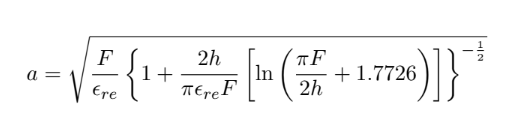 $a = \sqrt{\frac{F}{\epsilon_{re}} \left\{ 1 + \frac{2h}{\pi \epsilon_{re} F} \left[ \ln \left( \frac{\pi F}{2h} + 1.7726 \right) \right] \right\}^{-\frac{1}{2}}}$